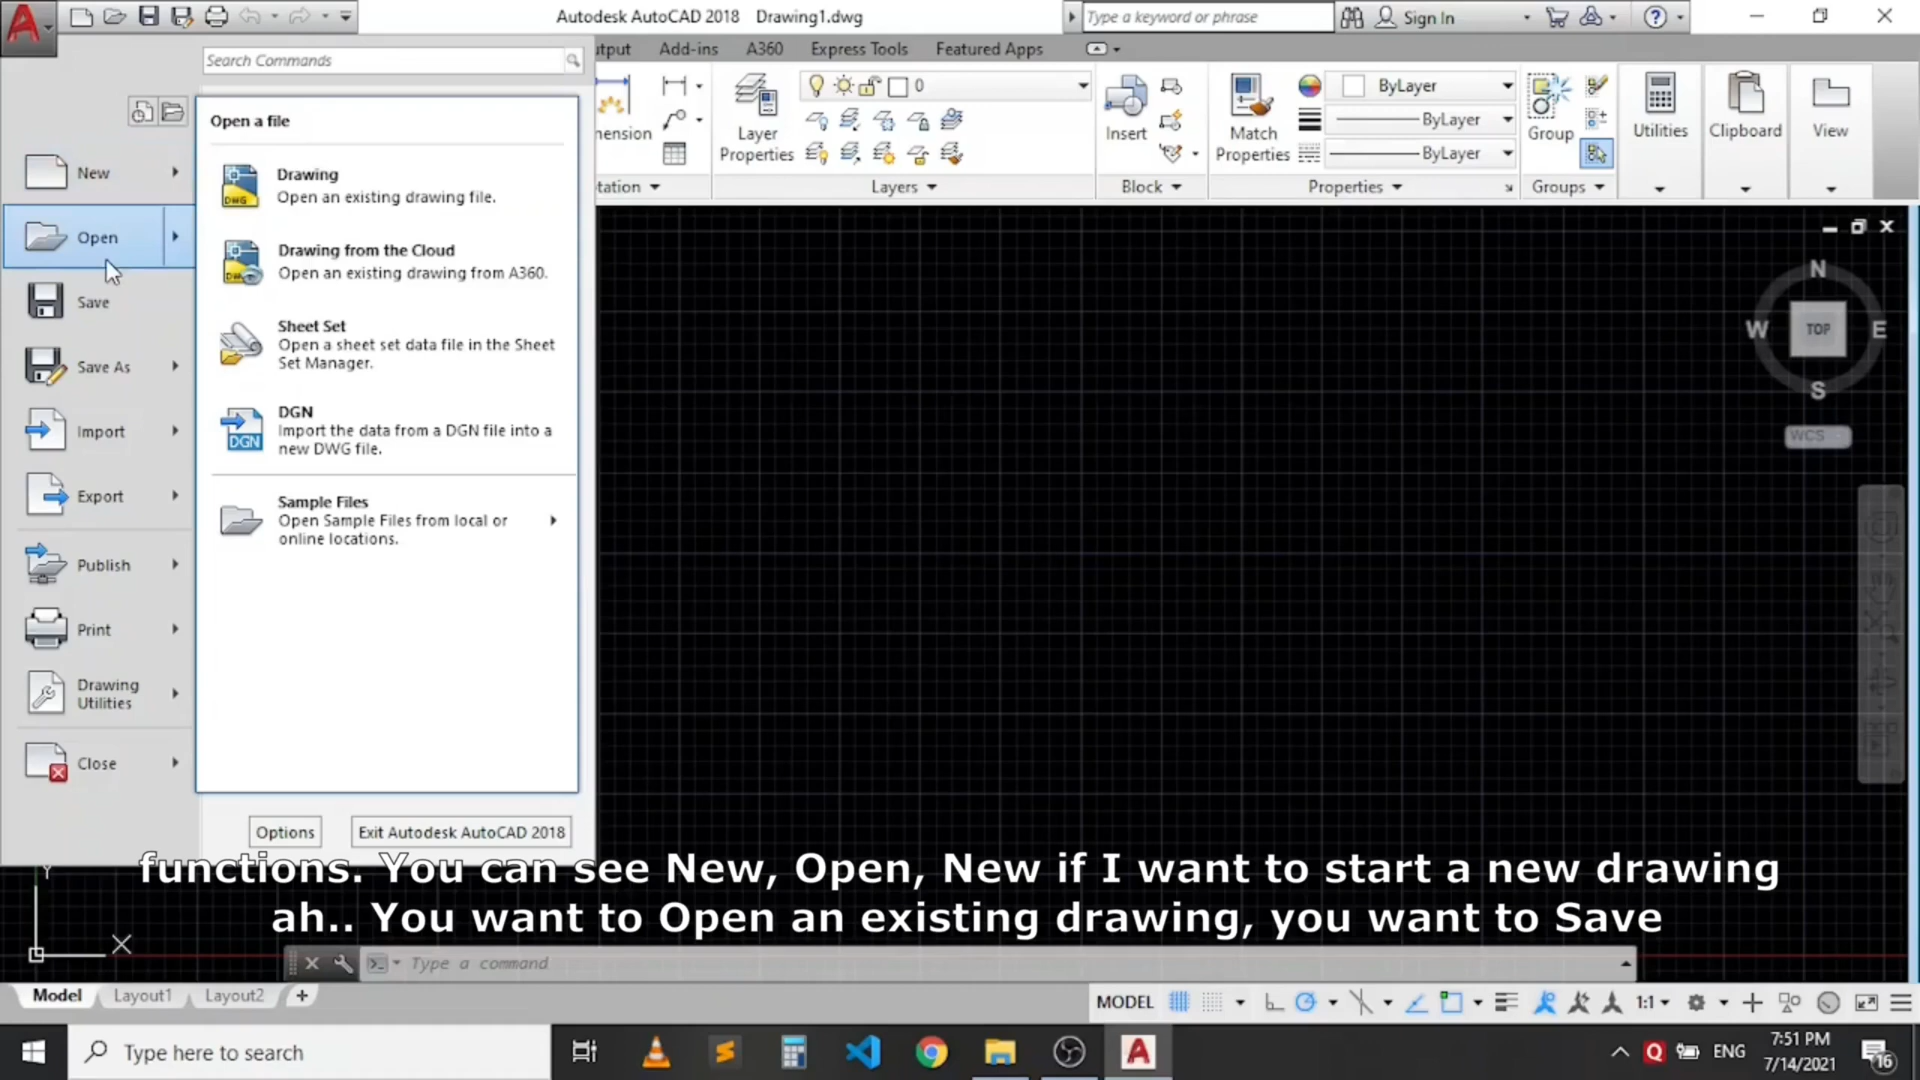 Autodesk AutoCAD 2018 Drawing1.dwg
Type a keyword or phrase
Sign In
Search Commands
Add-ins A360 Express Tools Featured Apps
Open a file
New
Open
Save
Save As
Import
Export
Publish
Print
Drawing
Utilities
Close
Drawing
Open an existing drawing file.
Drawing from the Cloud
Open an existing drawing from A360.
Sheet Set
Open a sheet set data file in the Sheet
Set Manager.
DGN
Import the data from a DGN file into a
new DWG file.
Sample Files
Open Sample Files from local or
online locations.
Options
Exit Autodesk AutoCAD 2018
Layer
Properties
0
Layers
Insert
Block
Match
Properties
ByLayer
ByLayer
ByLayer
Properties
Group
Groups
Utilities
Clipboard
View
N
W TOP E
S
WCS
functions. You can see New, Open, New if I want to start a new drawing
ah.. You want to Open an existing drawing, you want to Save
Y
X
Type a command
Model Layout1 Layout2
MODEL
1:1
Type here to search
ENG
7:51 PM
7/14/2021
16